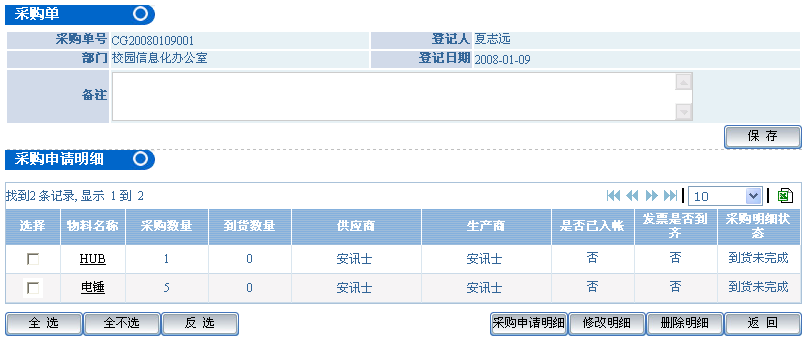 采购单
采购单号 CG20080109001 登记人 夏志远
部门 校园信息化办公室 登记日期 2008-01-09
备注
保 存
采购申请明细
找到2 条记录, 显示 1 到 2 10
选择 物料名称 采购数量 到货数量 供应商 生产商 是否已入帐 发票是否到齐 采购明细状态
HUB 1 0 安讯士 安讯士 否 否 到货未完成
电锤 5 0 安讯士 安讯士 否 否 到货未完成
全 选 全不选 反 选 采购申请明细 修改明细 删除明细 返 回